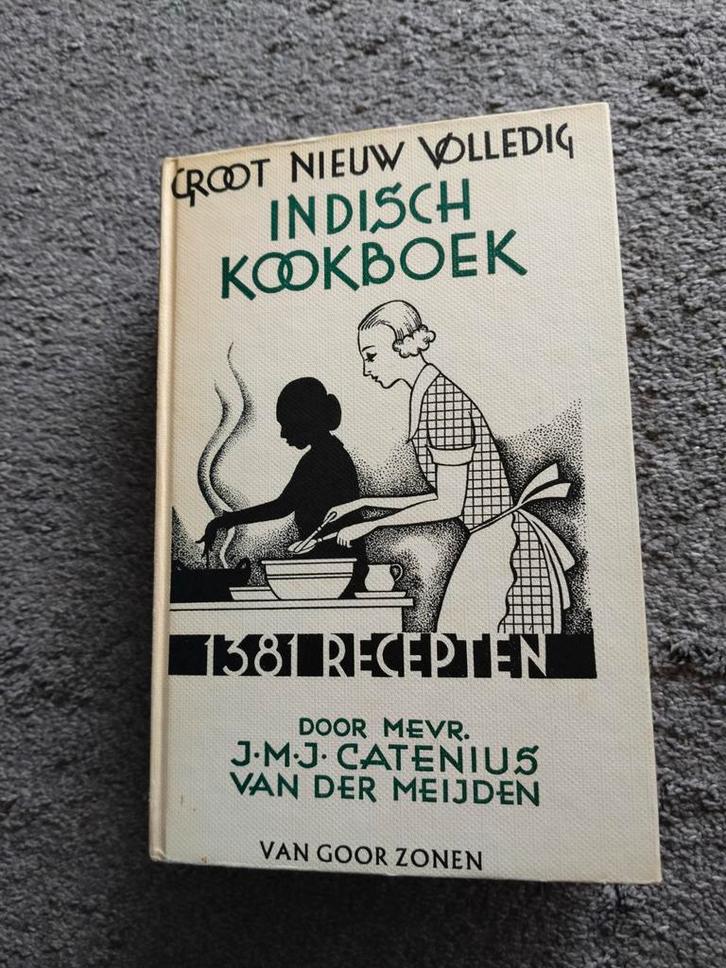 GROOT NIEUW VOLLEDIG
INDISCH
KOOKBOEK
1381 RECEPTEN
DOOR MEVR.
J·M·J· CATENIUS
VAN DER MEIJDEN
VAN GOOR ZONEN